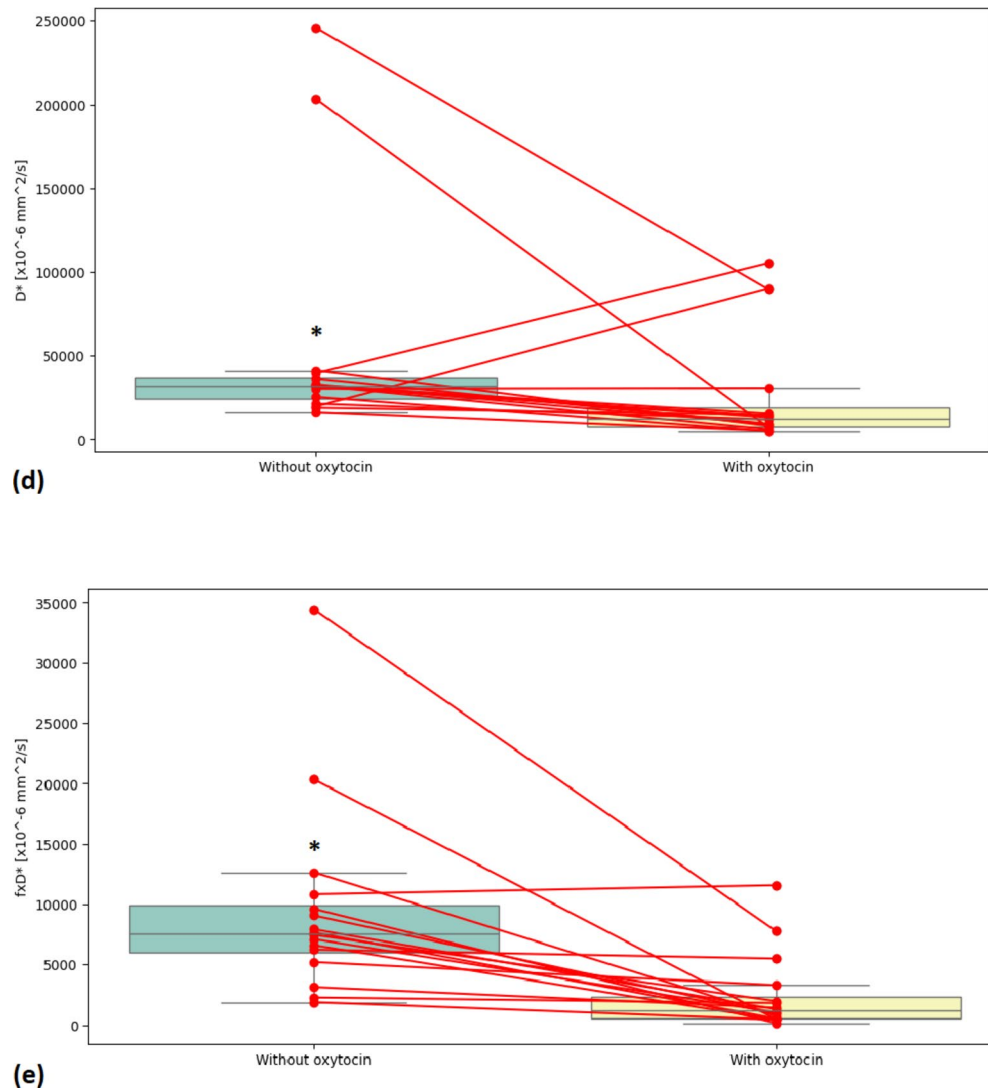 250000
200000
150000
100000
50000
0
D* [x10^-6 mm^2/s]
*
Without oxytocin
With oxytocin
(d)
35000
30000
25000
20000
15000
10000
5000
0
fxD* [x10^-6 mm^2/s]
*
Without oxytocin
With oxytocin
(e)